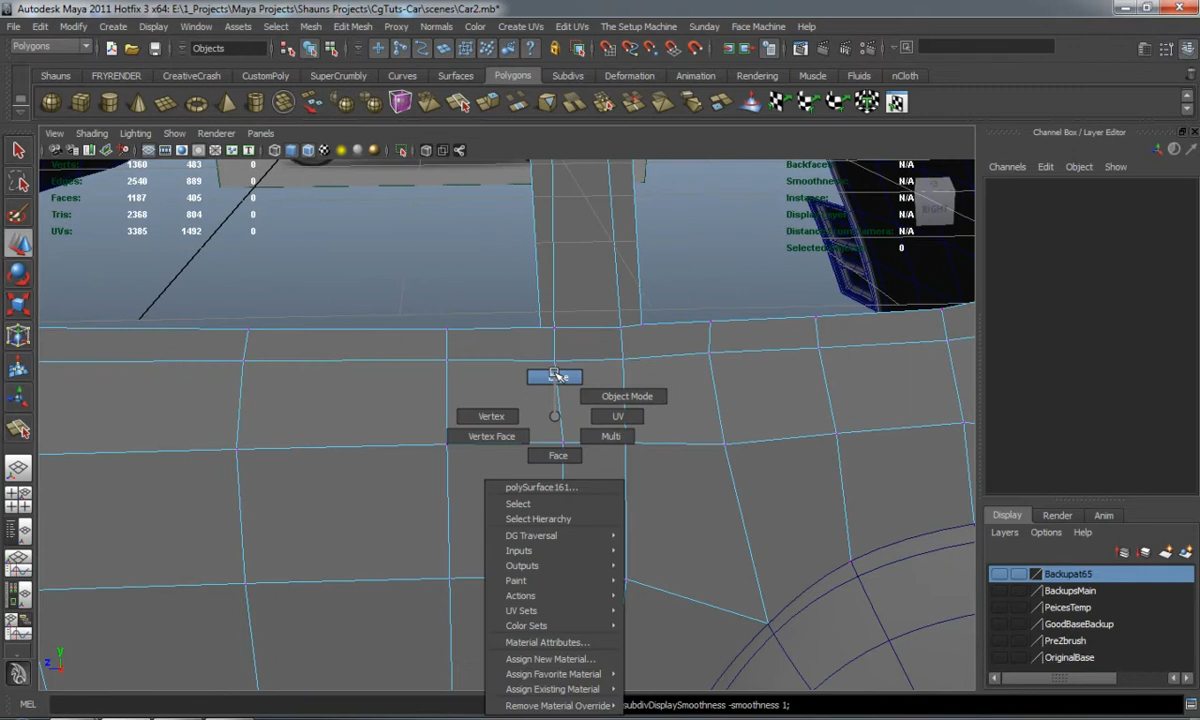 Autodesk Maya 2011 Hotfix 3 x64: E:\1_Projects\Maya Projects\Shauns Projects\CgTuts-Car\scenes\Car2.mb*
File Edit Modify Create Display Window Assets Select Mesh Edit Mesh Proxy Normals Color Create UVs Edit UVs The Setup Machine Sunday Face Machine Help
Polygons Objects
Shauns FRYRENDER CreativeCrash CustomPoly SuperCrumbly Curves Surfaces Polygons Subdivs Deformation Animation Rendering Muscle Fluids nCloth
View Shading Lighting Show Renderer Panels
Channel Box / Layer Editor
Channels Edit Object Show
Verts: 1360 483 0
Edges: 2540 889 0
Faces: 1187 405 0
Tris: 2368 804 0
UVs: 3385 1492 0
Backfaces: N/A
Smoothness: N/A
Instance: N/A
Display Layer: N/A
Distance From Camera: N/A
Selected Objects: 0
RIGHT
Object Mode
Vertex UV
Vertex Face Multi
Face
polySurface161...
Select
Select Hierarchy
DG Traversal
Inputs
Outputs
Paint
Actions
UV Sets
Color Sets
Material Attributes...
Assign New Material...
Assign Favorite Material
Assign Existing Material
Remove Material Override
Display Render Anim
Layers Options Help
Backupat65
BackupsMain
PeicesTemp
GoodBaseBackup
PreZbrush
OriginalBase
y
z
MEL subdivDisplaySmoothness -smoothness 1;